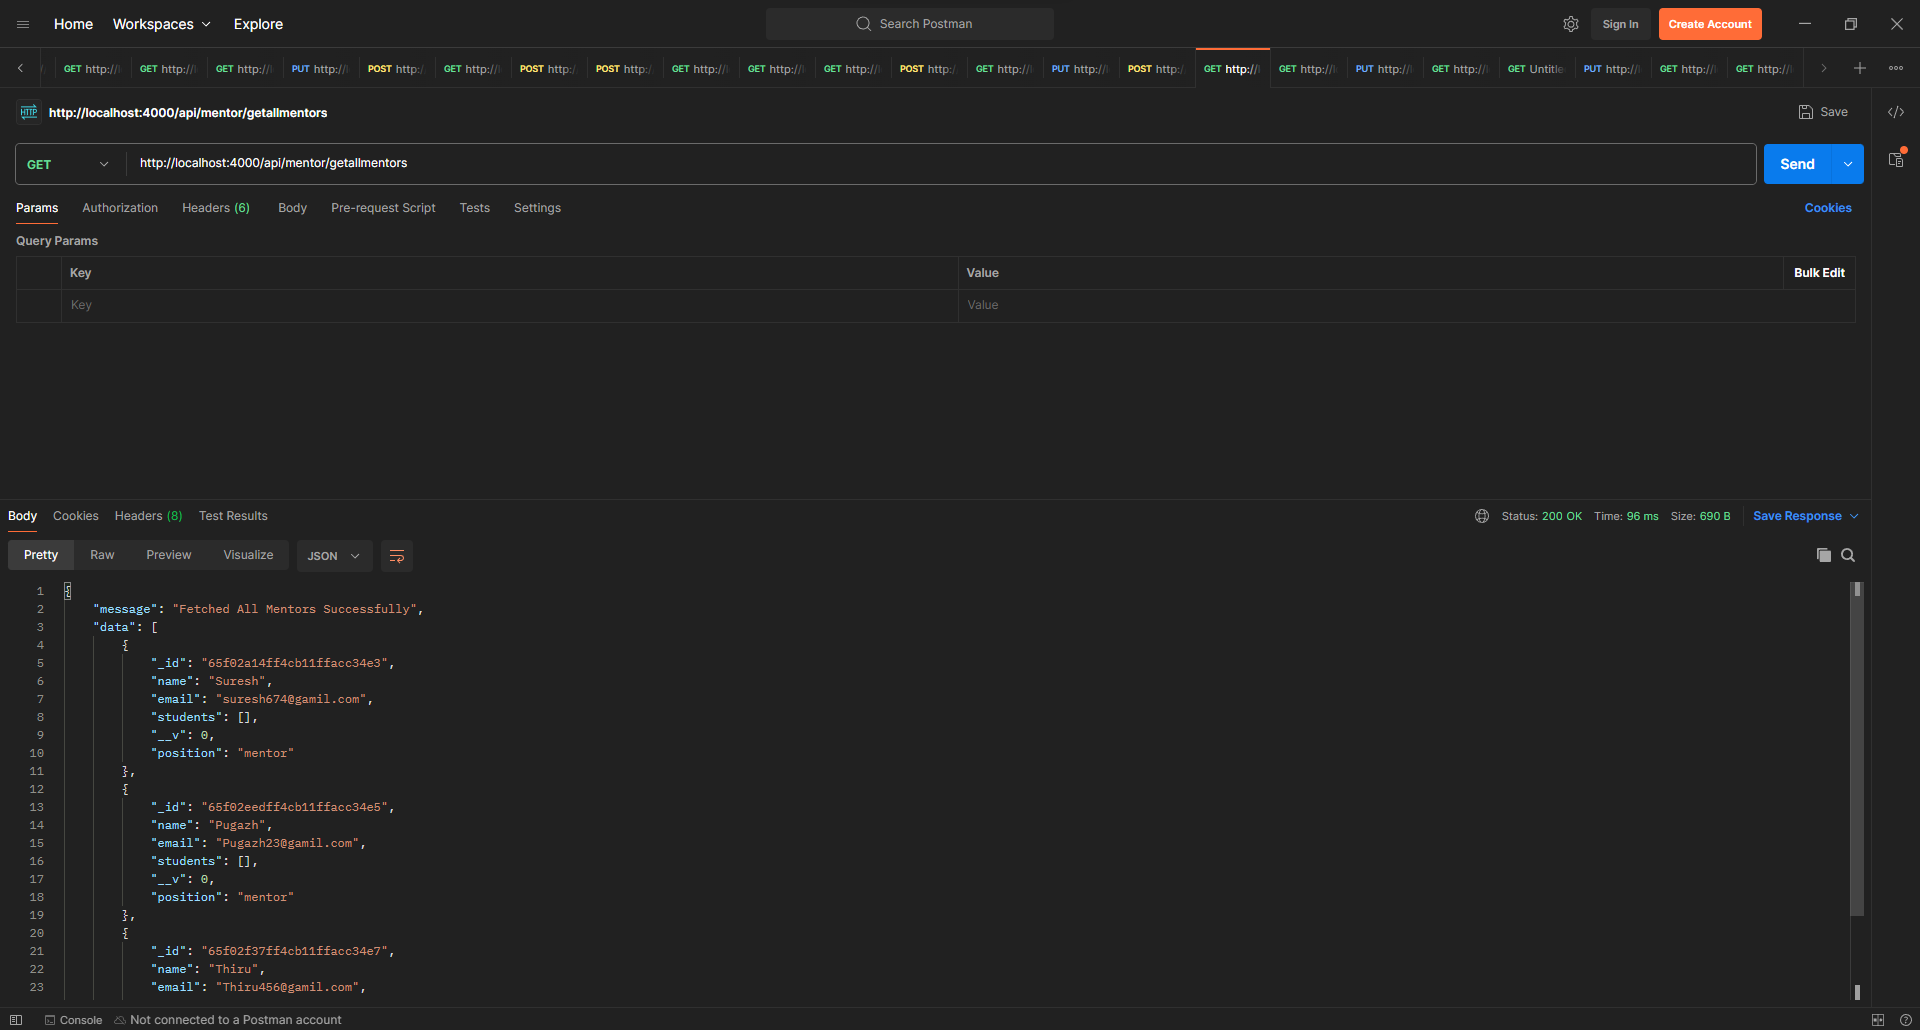 Home Workspaces Explore Search Postman Sign In Create Account
GET http:// GET http:// GET http:// PUT http:// POST http: GET http:// POST http: POST http: GET http:// GET http:// GET http:// POST http: GET http:// PUT http:// POST http: GET http:// GET http:// PUT http:// GET http:// GET Untitle PUT http:// GET http:// GET http://
HTTP http://localhost:4000/api/mentor/getallmentors Save
GET http://localhost:4000/api/mentor/getallmentors Send
Params Authorization Headers (6) Body Pre-request Script Tests Settings Cookies
Query Params
Key Value Bulk Edit
Key Value
Body Cookies Headers (8) Test Results Status: 200 OK Time: 96 ms Size: 690 B Save Response
Pretty Raw Preview Visualize JSON
1 {
2 "message": "Fetched All Mentors Successfully",
3 "data": [
4 {
5 "_id": "65f02a14ff4cb11ffacc34e3",
6 "name": "Suresh",
7 "email": "suresh674@gamil.com",
8 "students": [],
9 "__v": 0,
10 "position": "mentor"
11 },
12 {
13 "_id": "65f02eedff4cb11ffacc34e5",
14 "name": "Pugazh",
15 "email": "Pugazh23@gamil.com",
16 "students": [],
17 "__v": 0,
18 "position": "mentor"
19 },
20 {
21 "_id": "65f02f37ff4cb11ffacc34e7",
22 "name": "Thiru",
23 "email": "Thiru456@gamil.com",
Console Not connected to a Postman account